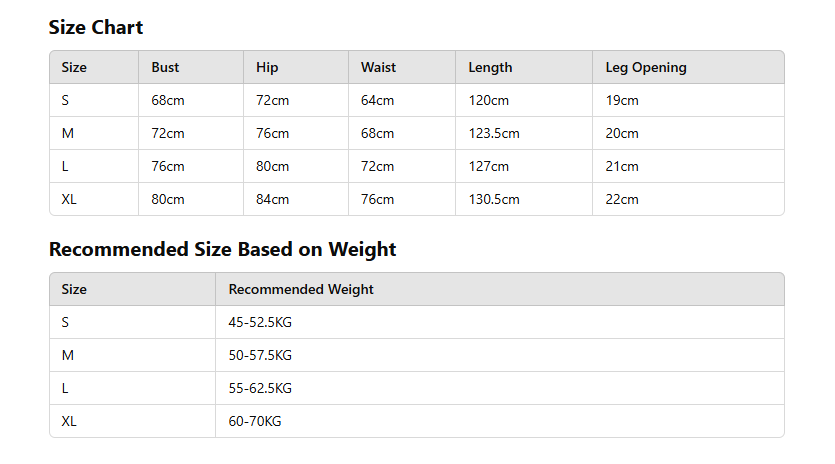 Size Chart
Size Bust Hip Waist Length Leg Opening
S 68cm 72cm 64cm 120cm 19cm
M 72cm 76cm 68cm 123.5cm 20cm
L 76cm 80cm 72cm 127cm 21cm
XL 80cm 84cm 76cm 130.5cm 22cm
Recommended Size Based on Weight
Size Recommended Weight
S 45-52.5KG
M 50-57.5KG
L 55-62.5KG
XL 60-70KG